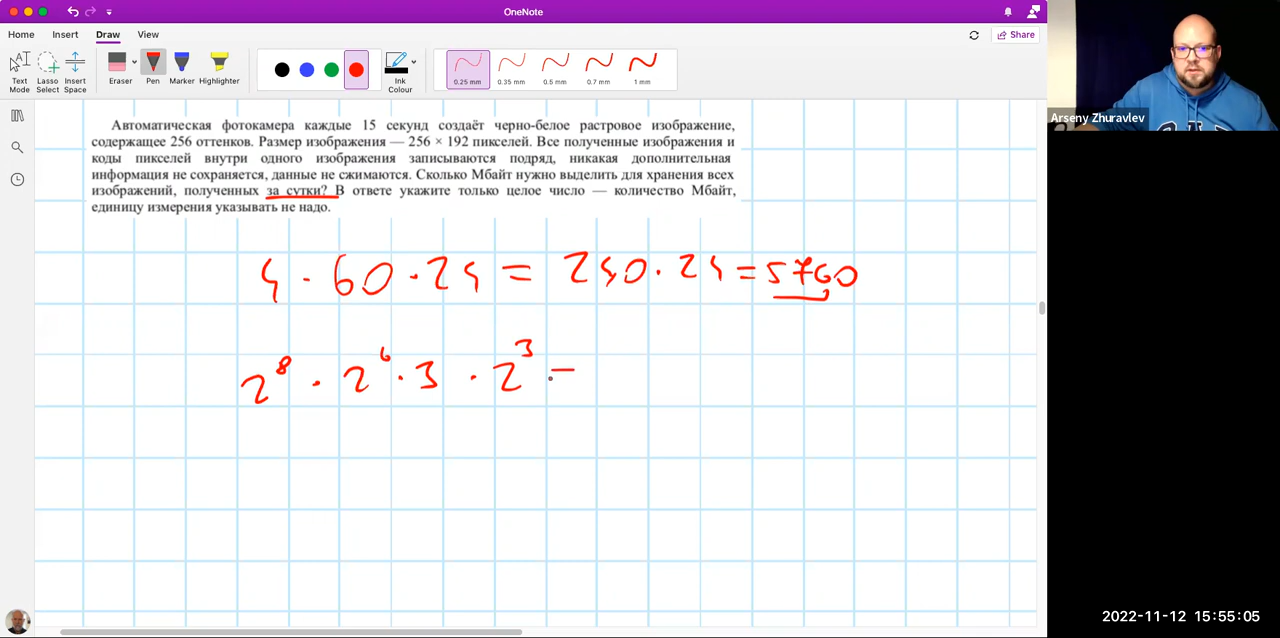 OneNote
Home Insert Draw View
Share
Text Mode
Lasso Select
Insert Space
Eraser
Pen
Marker
Highlighter
Ink Colour
0.25 mm
0.35 mm
0.5 mm
0.7 mm
1 mm
Arseny Zhuravlev
Автоматическая фотокамера каждые 15 секунд создаёт черно-белое растровое изображение,
содержащее 256 оттенков. Размер изображения — 256 × 192 пикселей. Все полученные изображения и
коды пикселей внутри одного изображения записываются подряд, никакая дополнительная
информация не сохраняется, данные не сжимаются. Сколько Мбайт нужно выделить для хранения всех
изображений, полученных за сутки? В ответе укажите только целое число — количество Мбайт,
единицу измерения указывать не надо.
4 · 60 · 24 = 240 · 24 = 5760
2⁸ · 2⁶ · 3 · 2³ =
2022-11-12 15:55:05